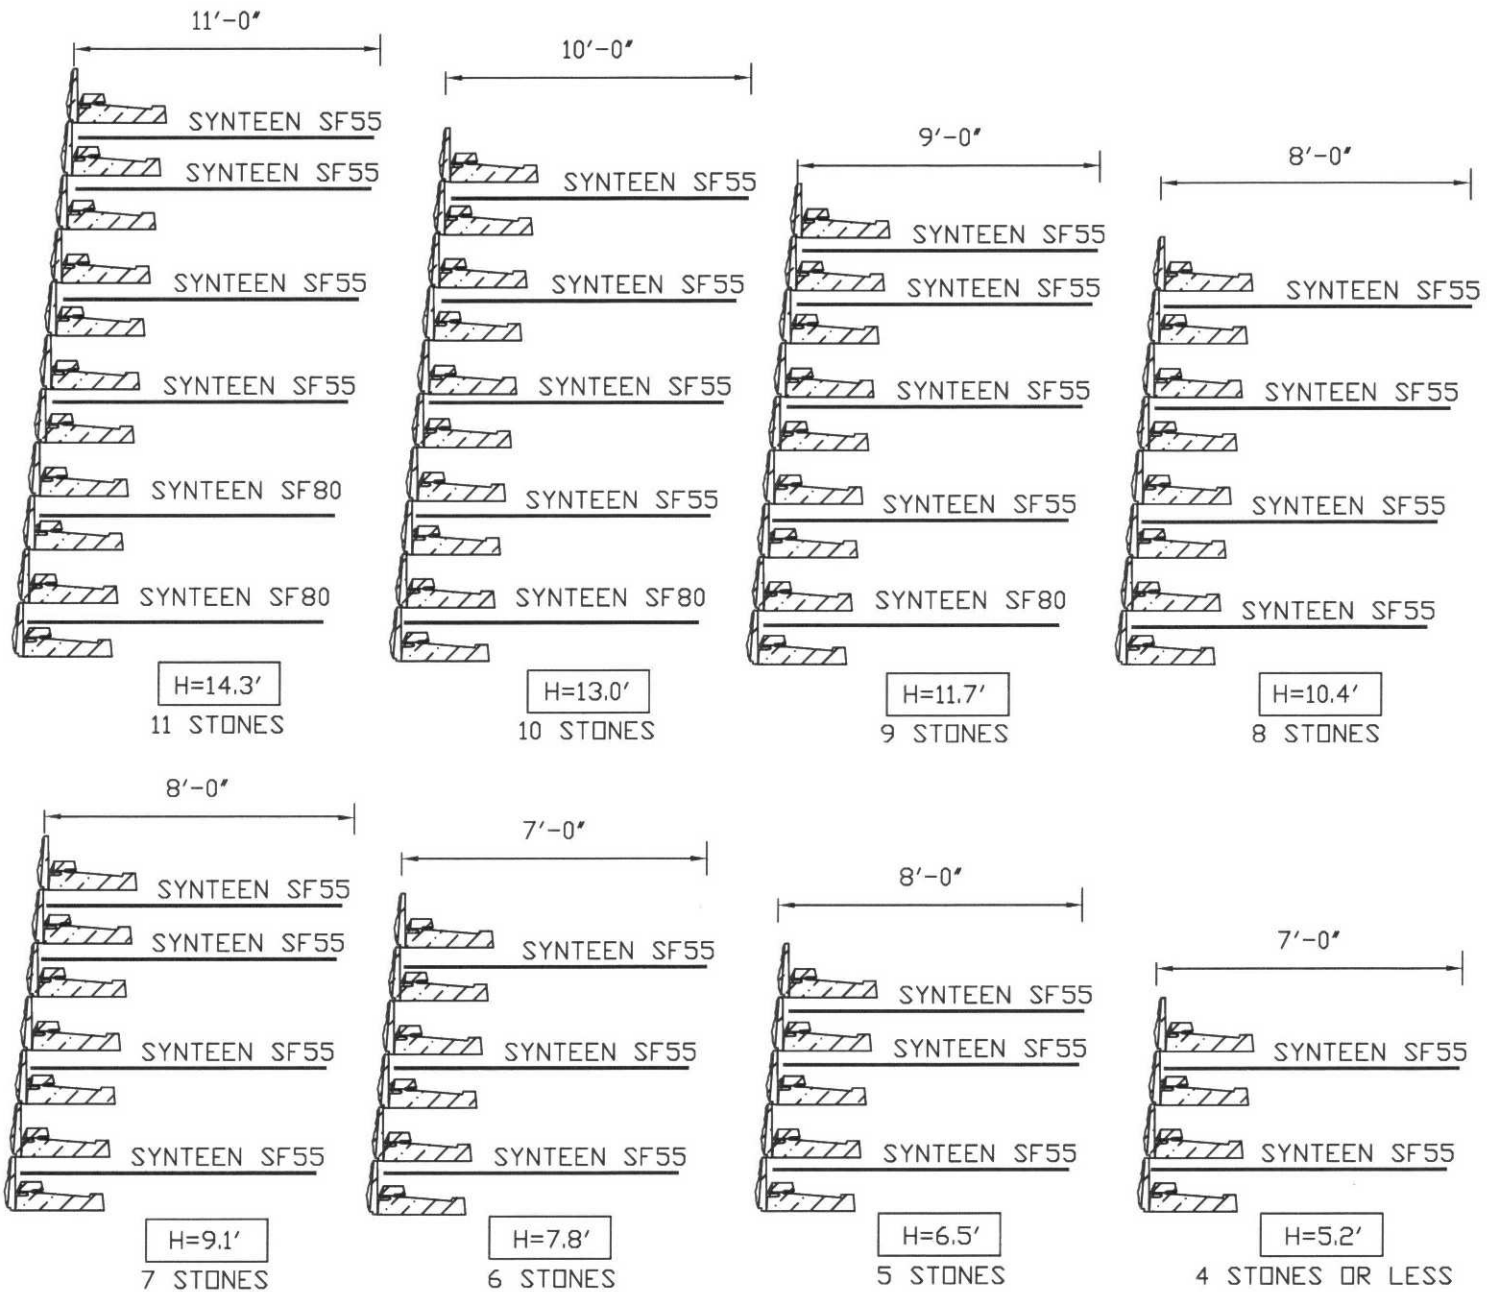 11'-0"
SYNTEEN SF55
SYNTEEN SF55
SYNTEEN SF55
SYNTEEN SF55
SYNTEEN SF80
SYNTEEN SF80
H=14.3'
11 STONES
10'-0"
SYNTEEN SF55
SYNTEEN SF55
SYNTEEN SF55
SYNTEEN SF55
SYNTEEN SF80
H=13.0'
10 STONES
9'-0"
SYNTEEN SF55
SYNTEEN SF55
SYNTEEN SF55
SYNTEEN SF55
SYNTEEN SF80
H=11.7'
9 STONES
8'-0"
SYNTEEN SF55
SYNTEEN SF55
SYNTEEN SF55
SYNTEEN SF55
H=10.4'
8 STONES
8'-0"
SYNTEEN SF55
SYNTEEN SF55
SYNTEEN SF55
SYNTEEN SF55
H=9.1'
7 STONES
7'-0"
SYNTEEN SF55
SYNTEEN SF55
SYNTEEN SF55
H=7.8'
6 STONES
8'-0"
SYNTEEN SF55
SYNTEEN SF55
SYNTEEN SF55
H=6.5'
5 STONES
7'-0"
SYNTEEN SF55
SYNTEEN SF55
H=5.2'
4 STONES OR LESS